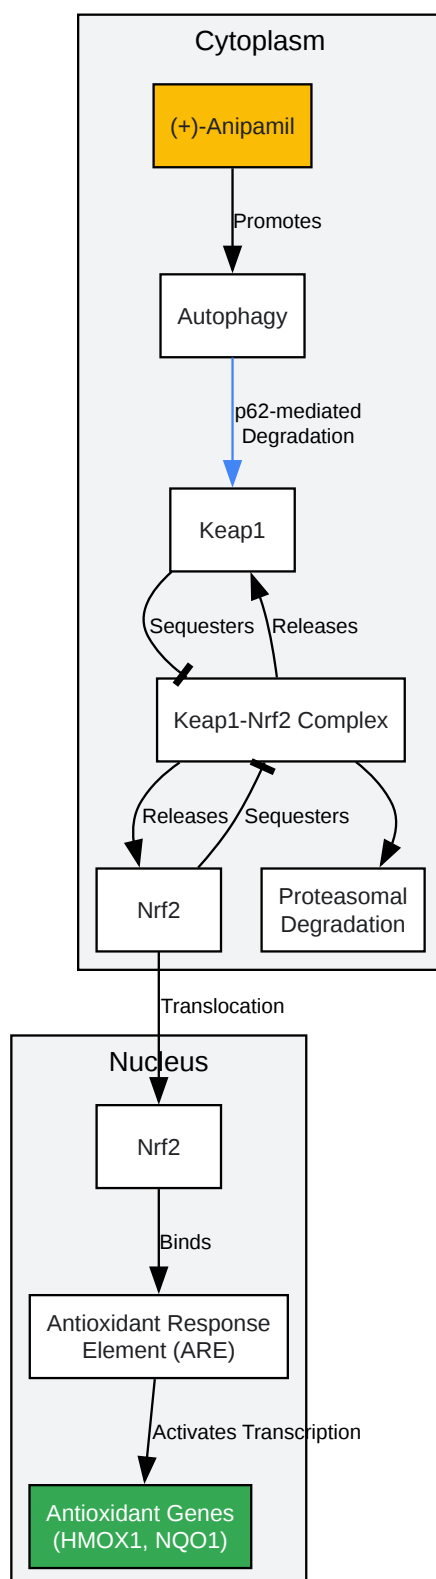 Cytoplasm
(+)-Anipamil
Promotes
Autophagy
p62-mediated
Degradation
Keap1
Sequesters
Releases
Keap1-Nrf2 Complex
Releases
Sequesters
Nrf2
Proteasomal
Degradation
Translocation
Nucleus
Nrf2
Binds
Antioxidant Response
Element (ARE)
Activates Transcription
Antioxidant Genes
(HMOX1, NQO1)